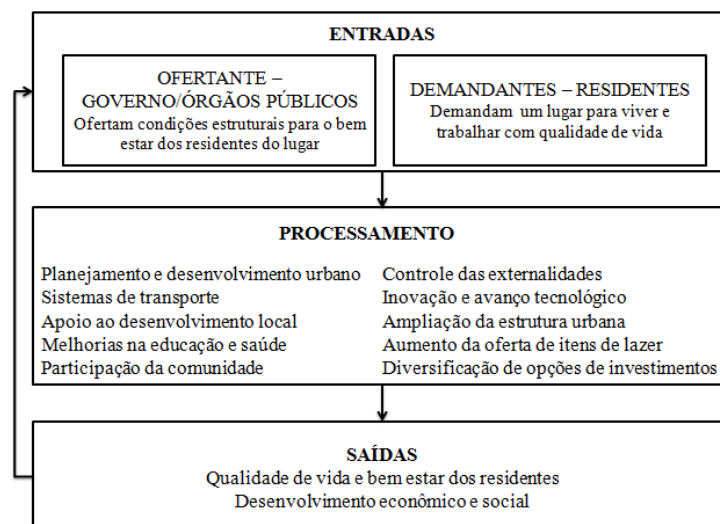 ENTRADAS
OFERTANTE –
GOVERNO/ÓRGÃOS PÚBLICOS
Ofertam condições estruturais para o bem
estar dos residentes do lugar
DEMANDANTES – RESIDENTES
Demandam um lugar para viver e
trabalhar com qualidade de vida
PROCESSAMENTO
Planejamento e desenvolvimento urbano
Sistemas de transporte
Apoio ao desenvolvimento local
Melhorias na educação e saúde
Participação da comunidade
Controle das externalidades
Inovação e avanço tecnológico
Ampliação da estrutura urbana
Aumento da oferta de itens de lazer
Diversificação de opções de investimentos
SAÍDAS
Qualidade de vida e bem estar dos residentes
Desenvolvimento econômico e social